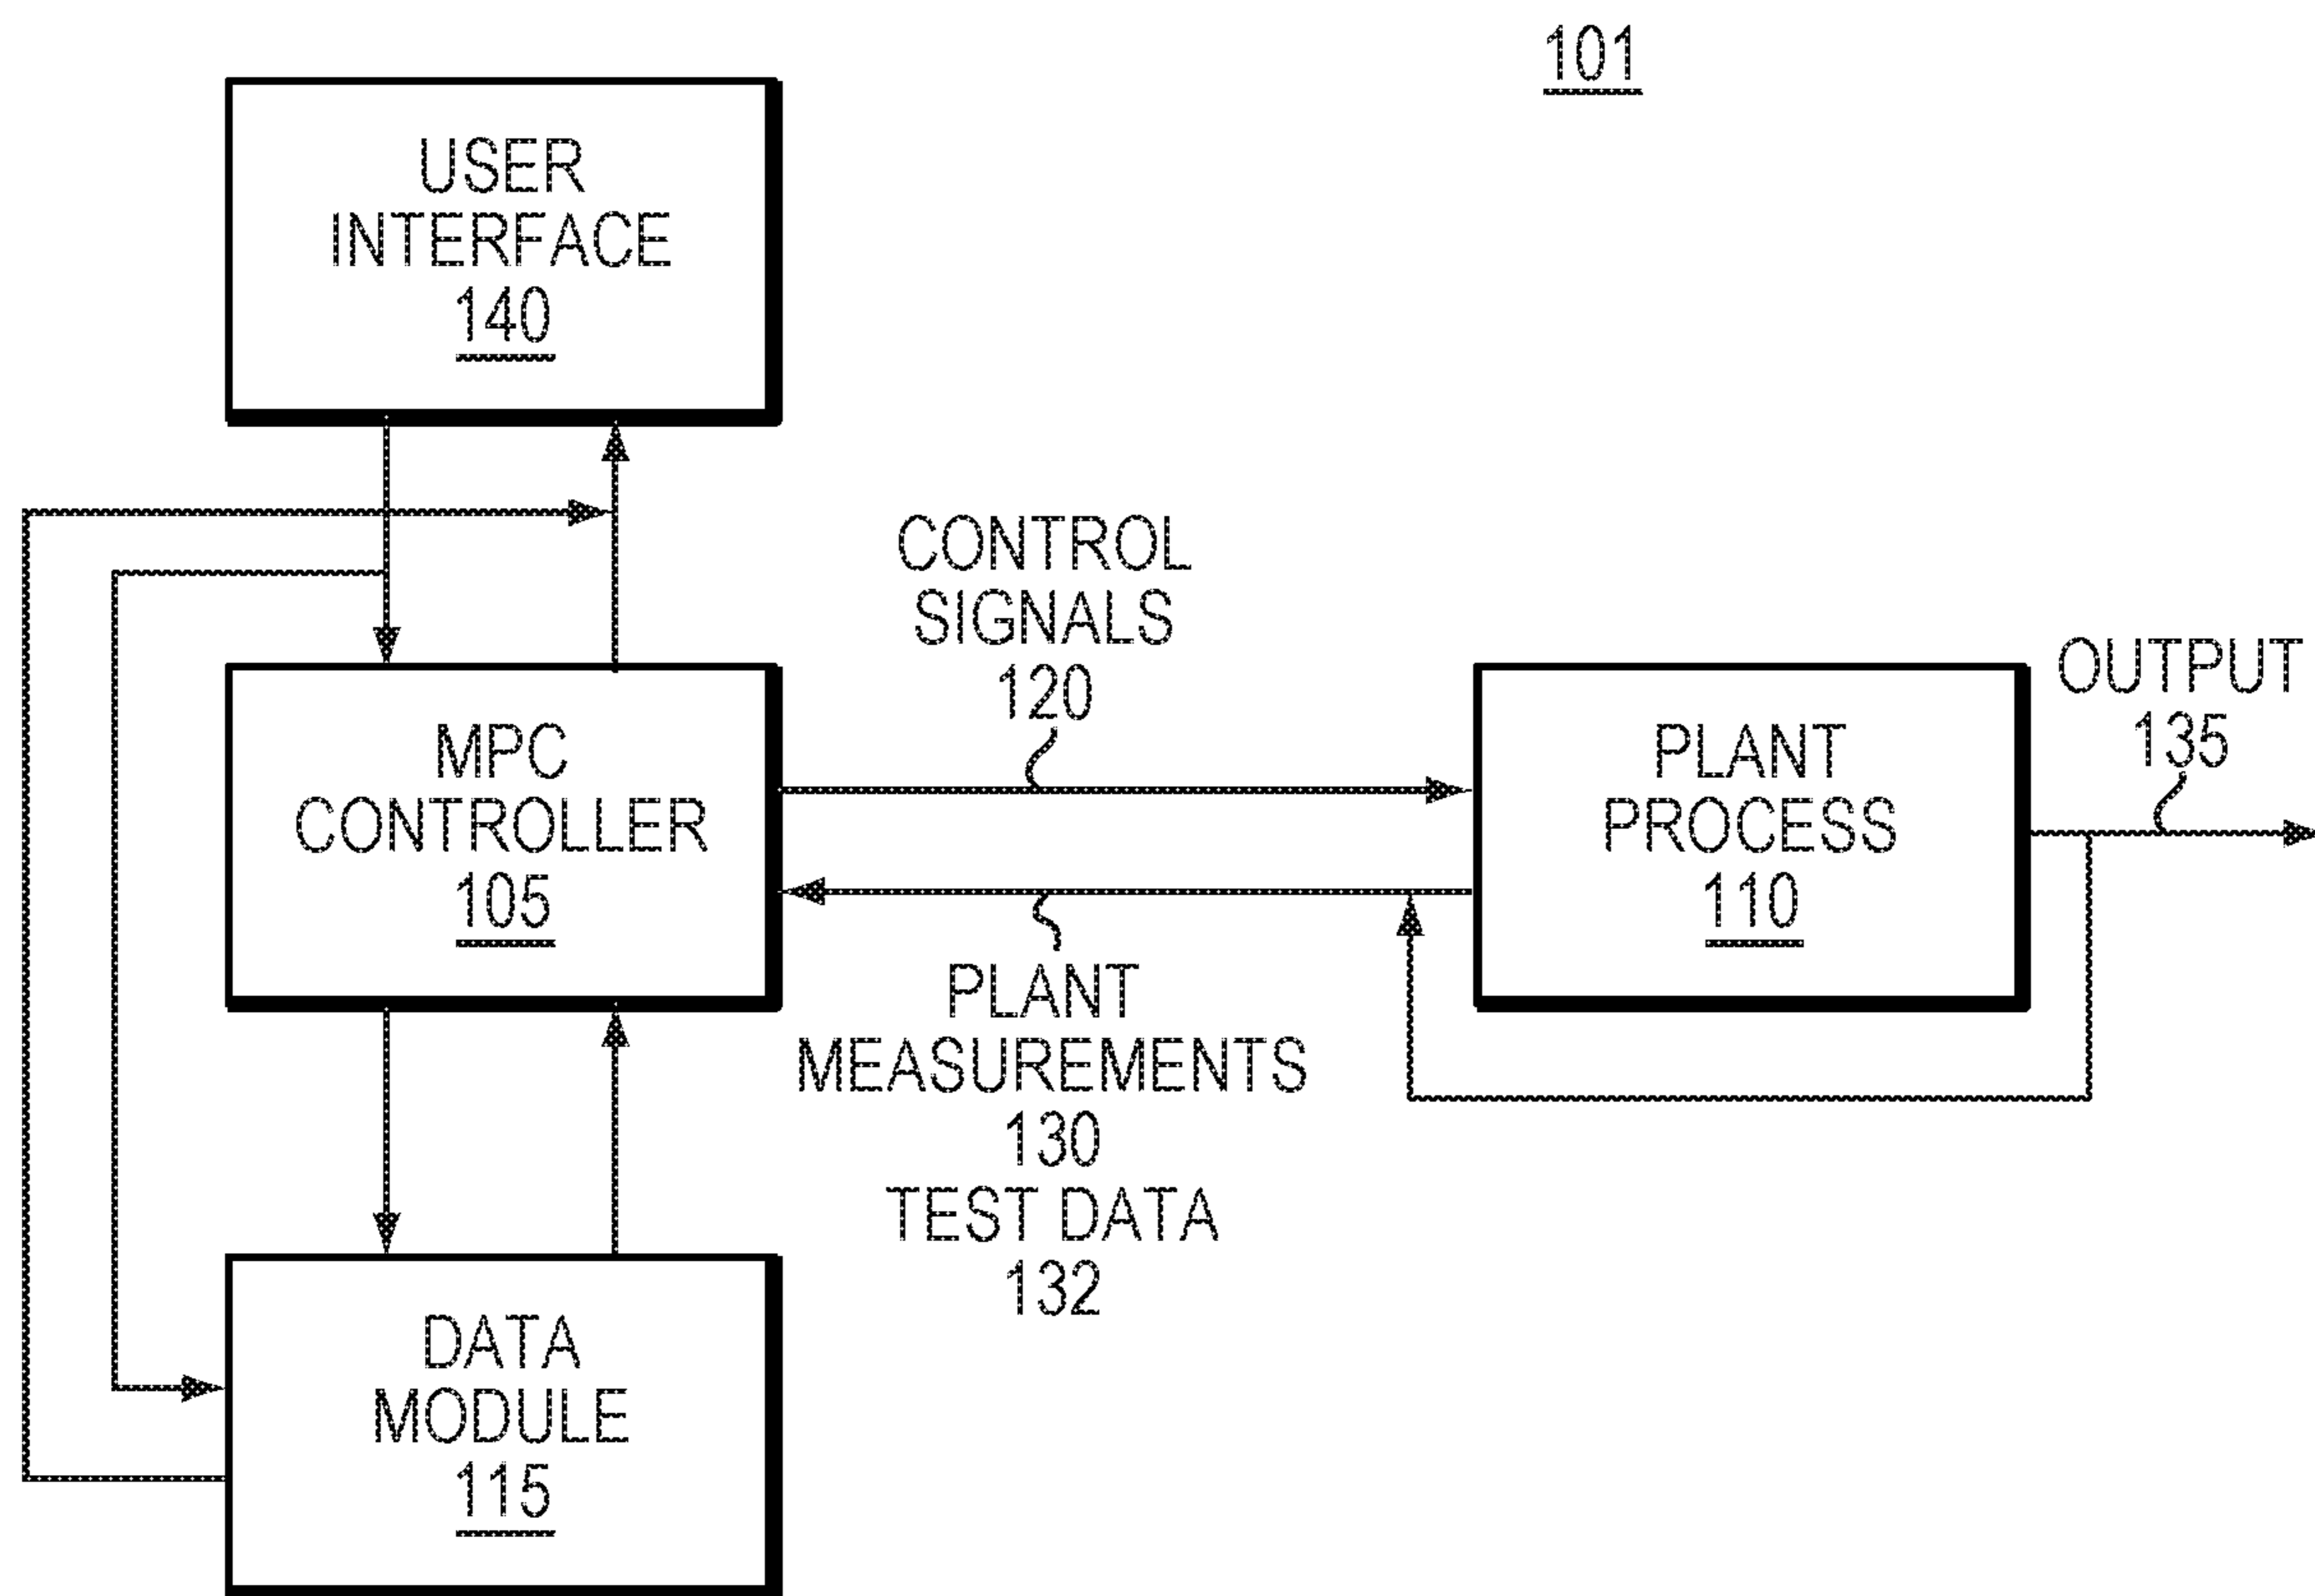 101
USER
INTERFACE
140
CONTROL
SIGNALS
120
MPC
CONTROLLER
105
PLANT
PROCESS
110
OUTPUT
135
PLANT
MEASUREMENTS
130
TEST DATA
132
DATA
MODULE
115